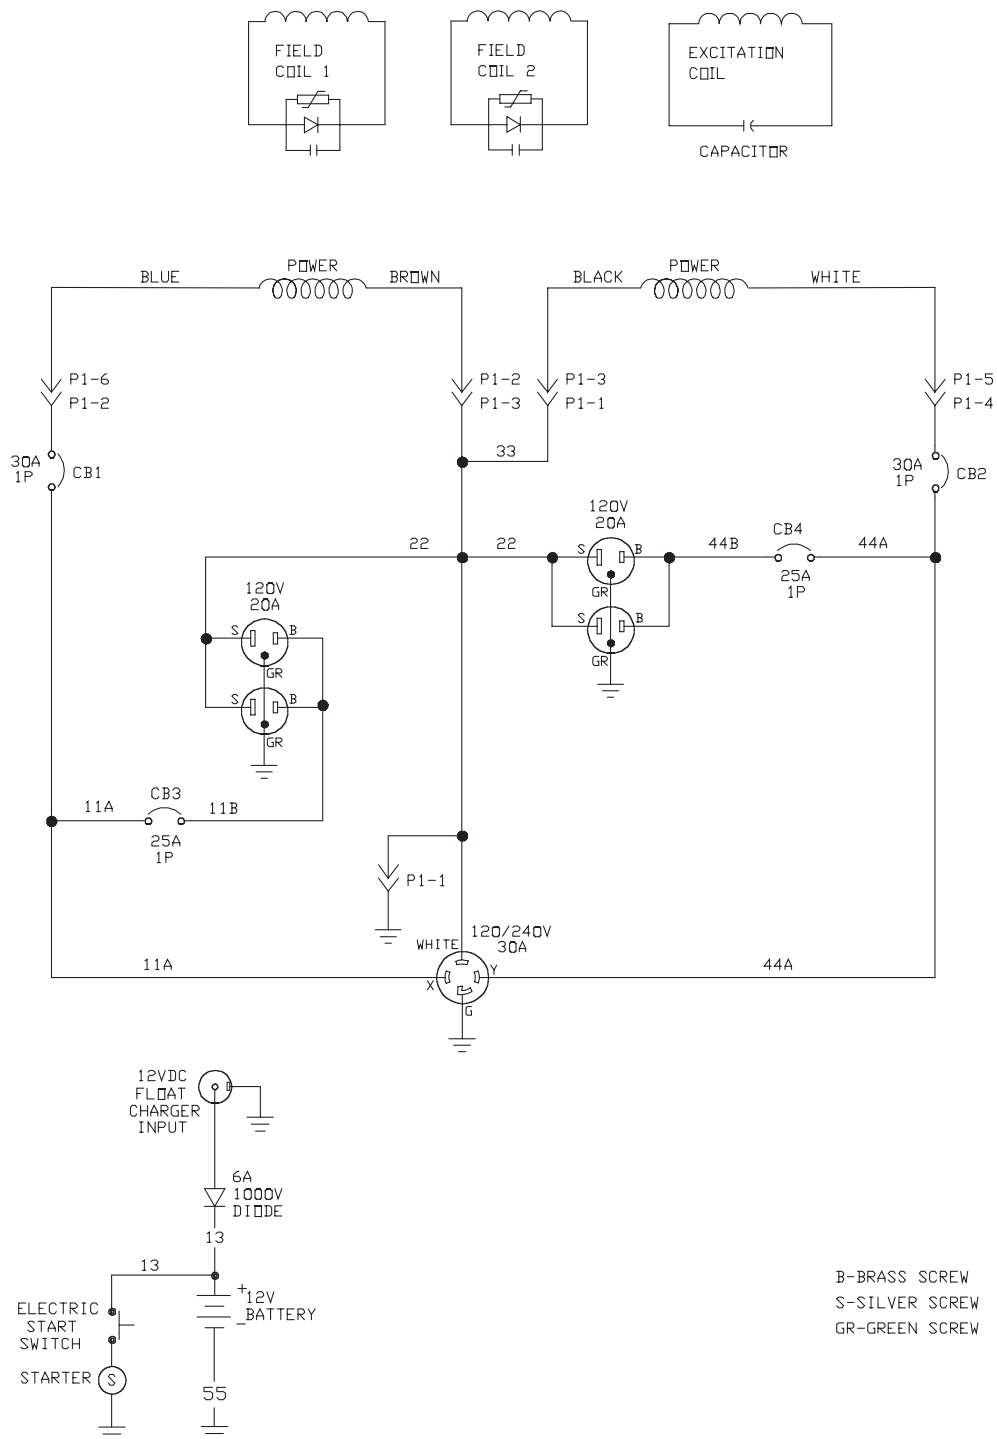 FIELD
COIL 1
FIELD
COIL 2
EXCITATION
COIL
CAPACITOR
BLUE
POWER
BROWN
BLACK
POWER
WHITE
P1-6
P1-2
P1-2
P1-3
P1-3
P1-1
P1-5
P1-4
33
30A
1P
CB1
30A
1P
CB2
120V
20A
22
22
S
B
44B
CB4
44A
25A
1P
GR
120V
20A
S
B
GR
S
B
GR
S
B
GR
CB3
11A
11B
25A
1P
P1-1
120/240V
30A
WHITE
11A
X
Y
44A
G
12VDC
FLOAT
CHARGER
INPUT
6A
1000V
DIODE
13
13
+
12V
BATTERY
-
ELECTRIC
START
SWITCH
STARTER
S
55
B-BRASS SCREW
S-SILVER SCREW
GR-GREEN SCREW